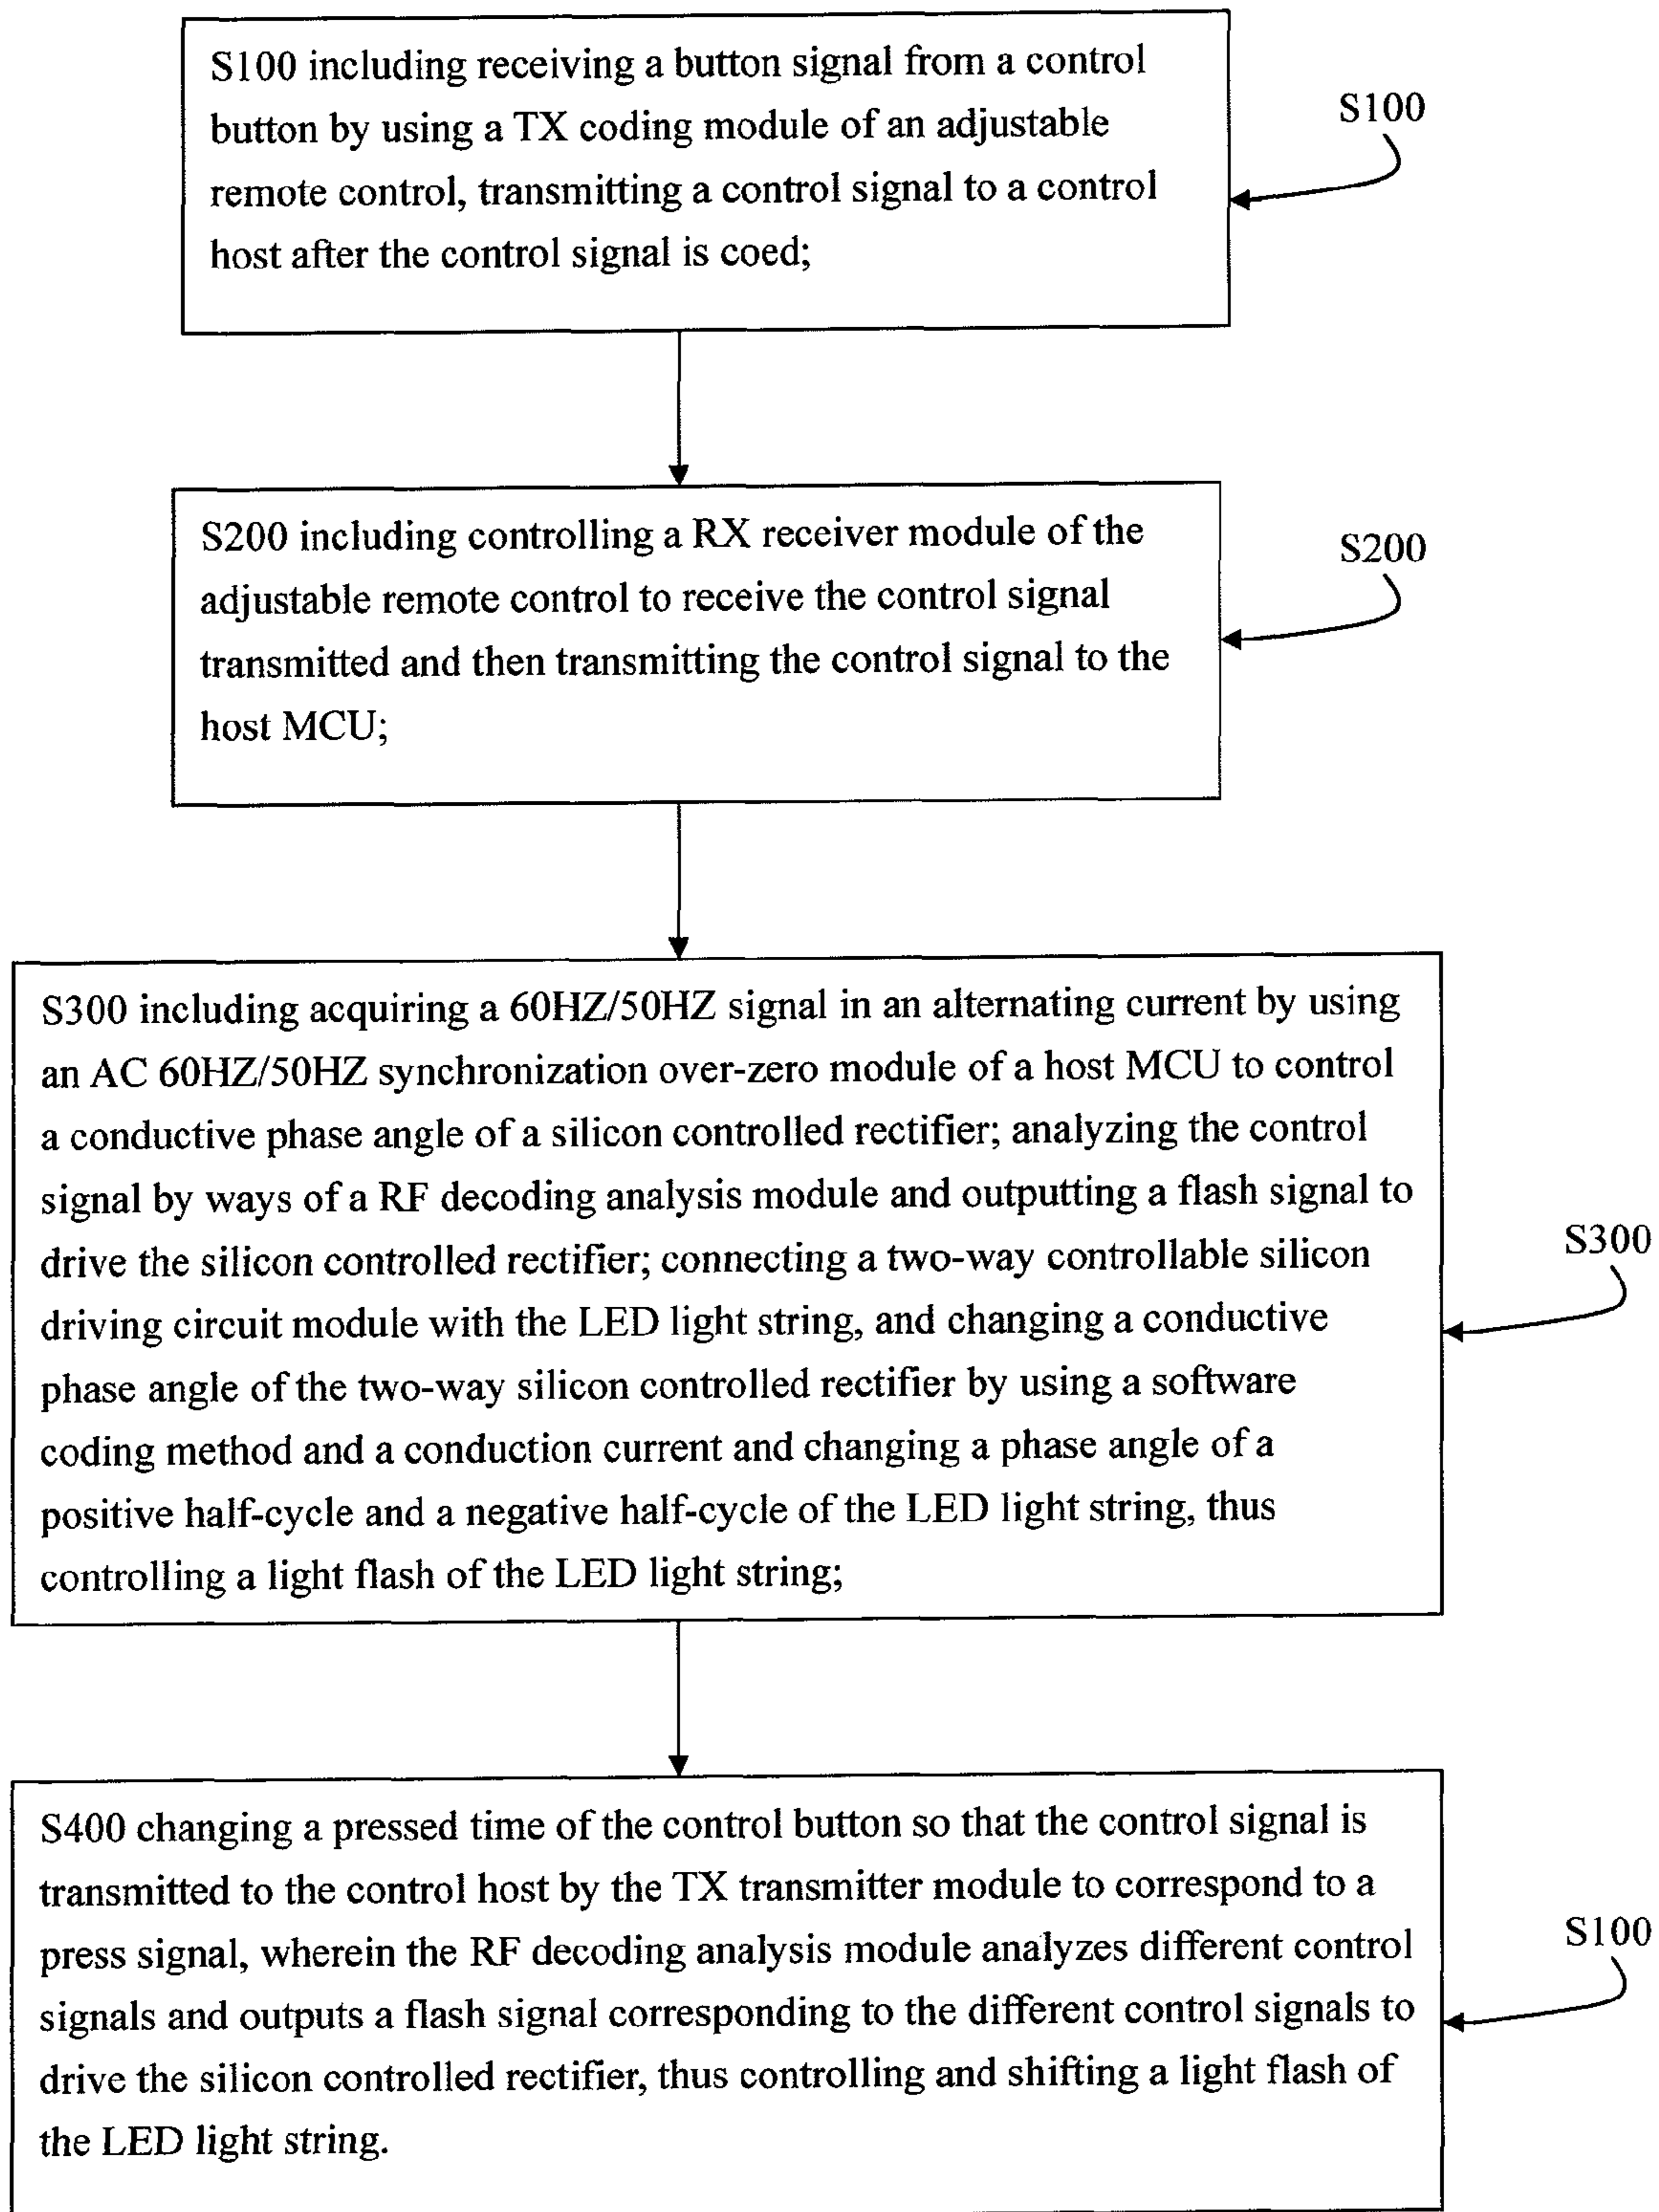 S100 including receiving a button signal from a control
button by using a TX coding module of an adjustable
remote control, transmitting a control signal to a control
host after the control signal is coed;
S100
S200 including controlling a RX receiver module of the
adjustable remote control to receive the control signal
transmitted and then transmitting the control signal to the
host MCU;
S200
S300 including acquiring a 60HZ/50HZ signal in an alternating current by using
an AC 60HZ/50HZ synchronization over-zero module of a host MCU to control
a conductive phase angle of a silicon controlled rectifier; analyzing the control
signal by ways of a RF decoding analysis module and outputting a flash signal to
drive the silicon controlled rectifier; connecting a two-way controllable silicon
driving circuit module with the LED light string, and changing a conductive
phase angle of the two-way silicon controlled rectifier by using a software
coding method and a conduction current and changing a phase angle of a
positive half-cycle and a negative half-cycle of the LED light string, thus
controlling a light flash of the LED light string;
S300
S400 changing a pressed time of the control button so that the control signal is
transmitted to the control host by the TX transmitter module to correspond to a
press signal, wherein the RF decoding analysis module analyzes different control
signals and outputs a flash signal corresponding to the different control signals to
drive the silicon controlled rectifier, thus controlling and shifting a light flash of
the LED light string.
S100